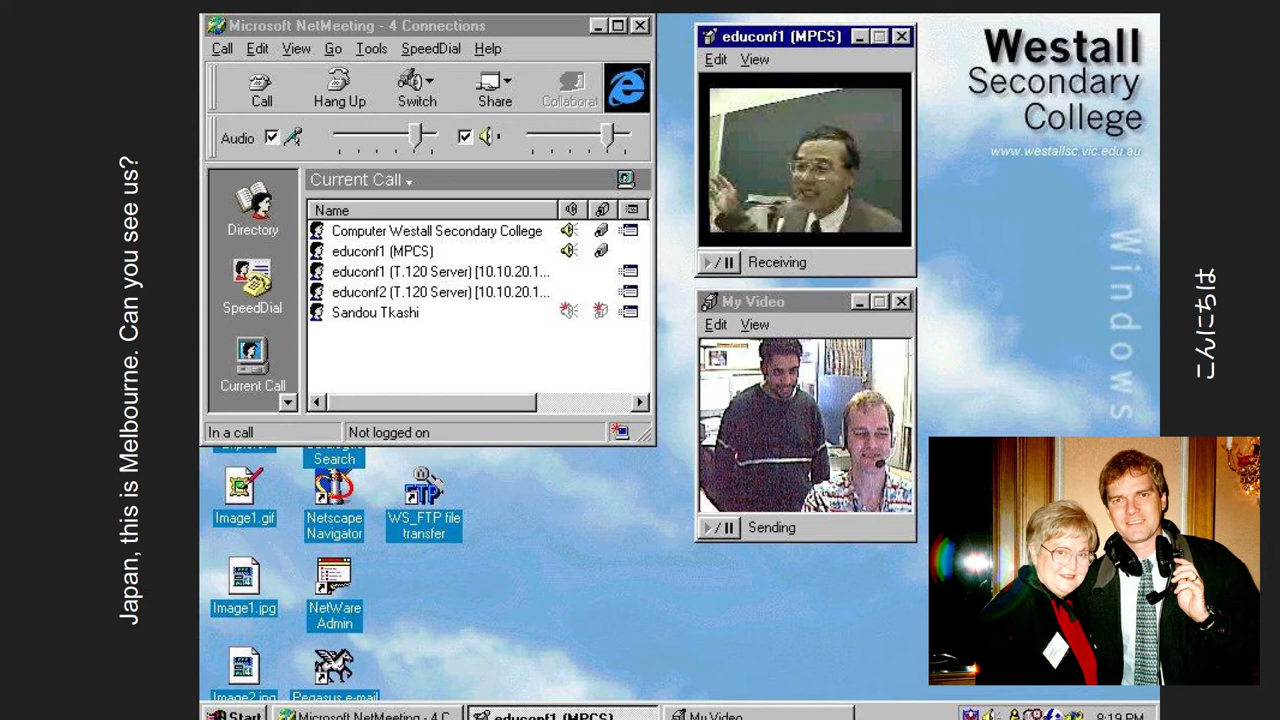 Japan, this is Melbourne. Can you see us?
Microsoft NetMeeting - 4 Connections
Call Edit View Go Tools SpeedDial Help
Call Hang Up Switch Share Collaborat
Audio
Directory
SpeedDial
Current Call
Current Call
Name
Computer Westall Secondary College
educonf1 (MPCS)
educonf1 (T.120 Server) [10.10.20.1...
educonf2 (T.120 Server) [10.10.20.1...
Sandou Tkashi
In a call
Not logged on
educonf1 (MPCS)
Edit View
Receiving
My Video
Edit View
Sending
Westall
Secondary
College
www.westallsc.vic.edu.au
Windows
こんにちは
Search
Image1.gif
Netscape
Navigator
WS_FTP file
transfer
Image1.jpg
NetWare
Admin
Image2.jpg
Pegasus e-mail
Start
Microsoft NetMeeting - 4 C
educonf1 (MPCS)
My Video
8:19 PM